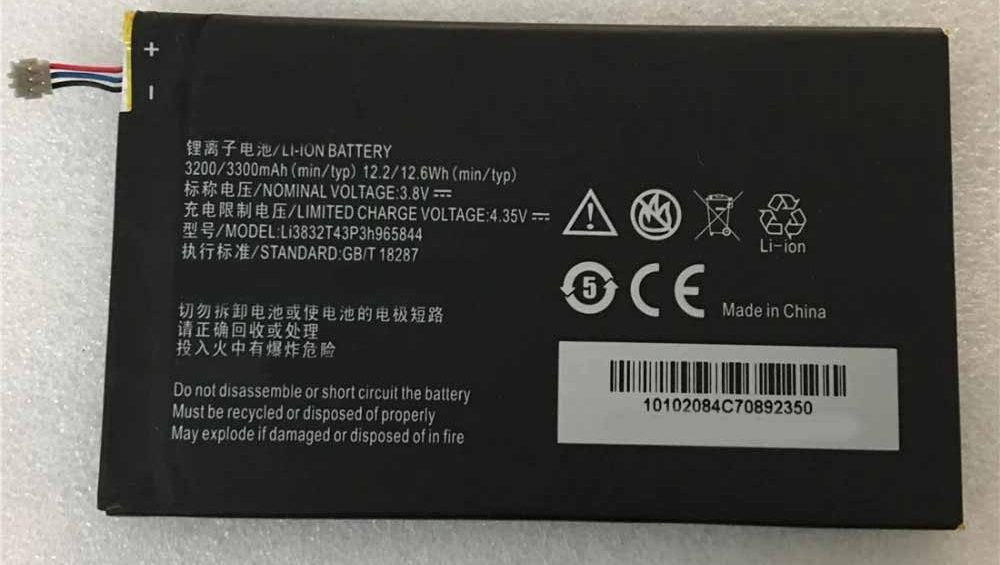 +
-
锂离子电池/LI-ION BATTERY
3200/3300mAh (min/typ) 12.2/12.6Wh (min/typ)
标称电压/NOMINAL VOLTAGE:3.8V⎓
充电限制电压/LIMITED CHARGE VOLTAGE:4.35V⎓
型号/MODEL:Li3832T43P3h965844
执行标准/STANDARD:GB/T 18287
切勿拆卸电池或使电池的电极短路
请正确回收或处理
投入火中有爆炸危险
Do not disassemble or short circuit the battery
Must be recycled or disposed of properly
May explode if damaged or disposed of in fire
!
Li-ion
5 CE Made in China
10102084C70892350